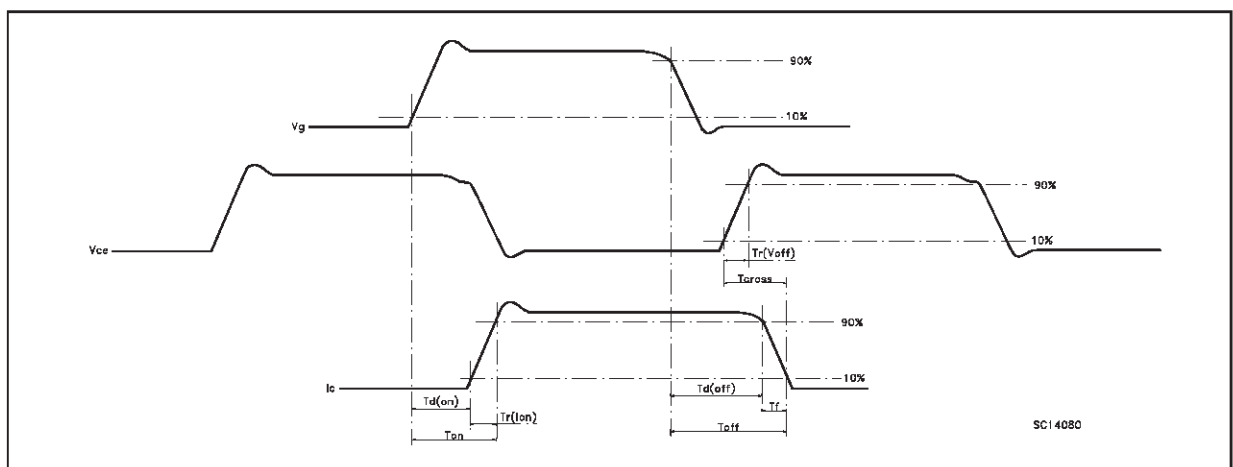 90%
10%
Vg
90%
10%
Vce
Tr(Voff)
Tcross
90%
10%
Ic
Td(on)
Td(off)
Tr(Ion)
Tf
Ton
Toff
SC14080